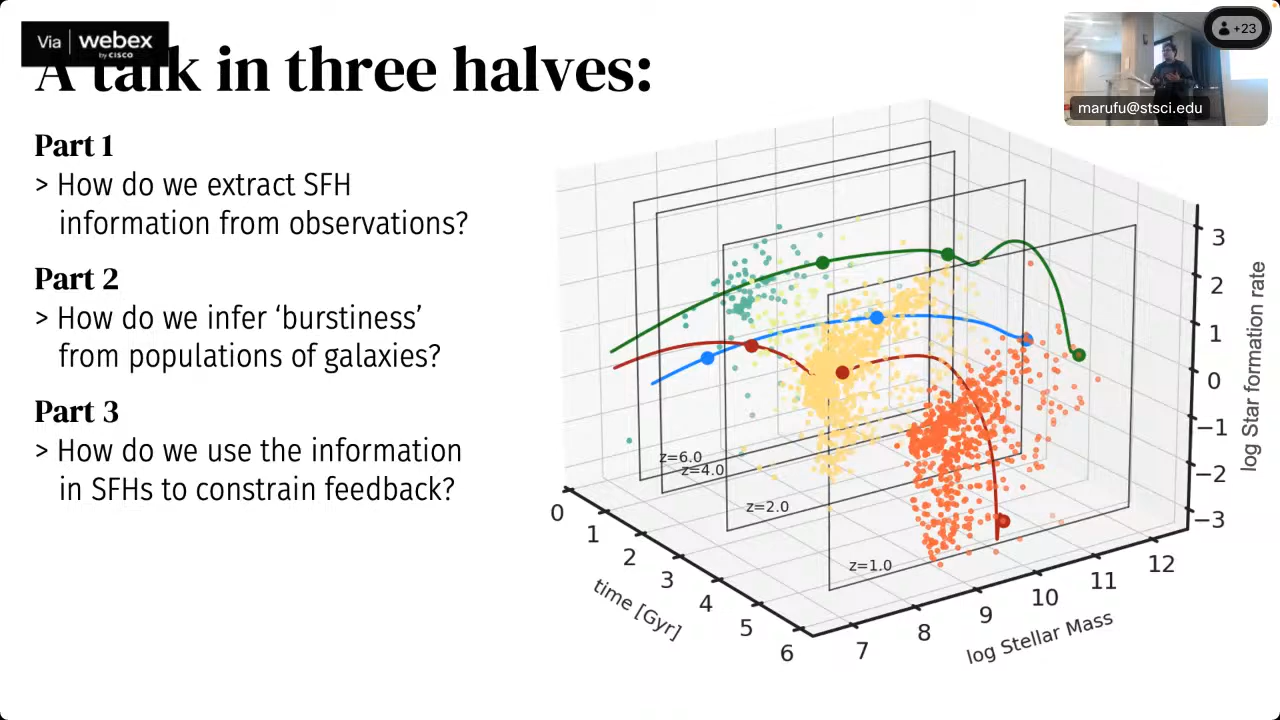 Via webex
by CISCO
A talk in three halves:
+23
marufu@stsci.edu
Part 1
> How do we extract SFH
information from observations?
Part 2
> How do we infer ‘burstiness’
from populations of galaxies?
Part 3
> How do we use the information
in SFHs to constrain feedback?
z=6.0
z=4.0
z=2.0
z=1.0
0
1
2
3
4
5
6
time [Gyr]
7
8
9
10
11
12
log Stellar Mass
3
2
1
0
−1
−2
−3
log Star formation rate